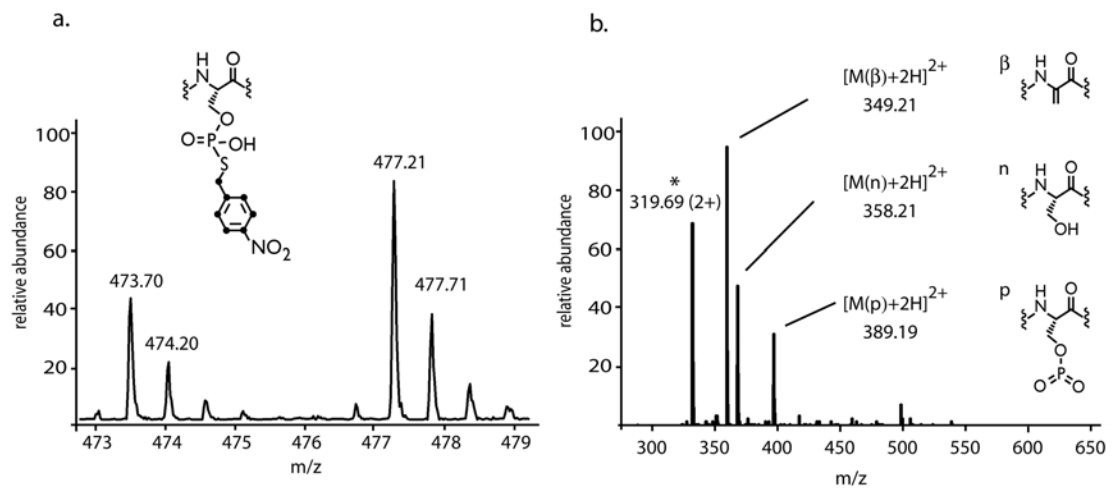 a.
H
N
O
O
O=P-OH
S
NO2
relative abundance
100
80
60
40
20
473.70
474.20
477.21
477.71
473 474 475 476 477 478 479
m/z
b.
relative abundance
100
80
60
40
20
*
319.69 (2+)
[M(β)+2H]2+
349.21
[M(n)+2H]2+
358.21
[M(p)+2H]2+
389.19
β
H
N
O
n
H
N
O
OH
p
H
N
O
O
P
O O
300 350 400 450 500 550 600 650
m/z